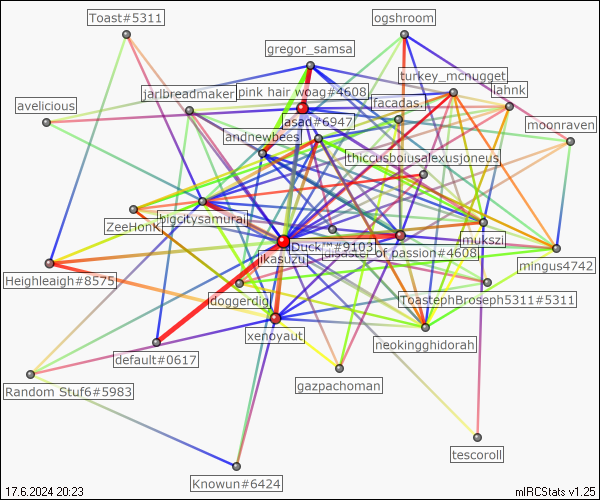 Toast#5311
ogshroom
gregor_samsa
turkey_mcnugget
jarlbreadmaker
pink hair woag#4608
lahnk
avelicious
facadas.
asad#6947
moonraven
andnewbees
thiccusboiusalexusjoneus
bigcitysamurai
ZeeHonk
mukszi
Duck™#9103
disaster of passion#4608
ikasuzu
mingus4742
Heighleaigh#8575
doggerdig
ToastephBroseph5311#5311
xenoyaut
neokingghidorah
default#0617
gazpachoman
Random Stuf6#5983
tescoroll
Knowun#6424
17.6.2024 20:23
mIRCStats v1.25